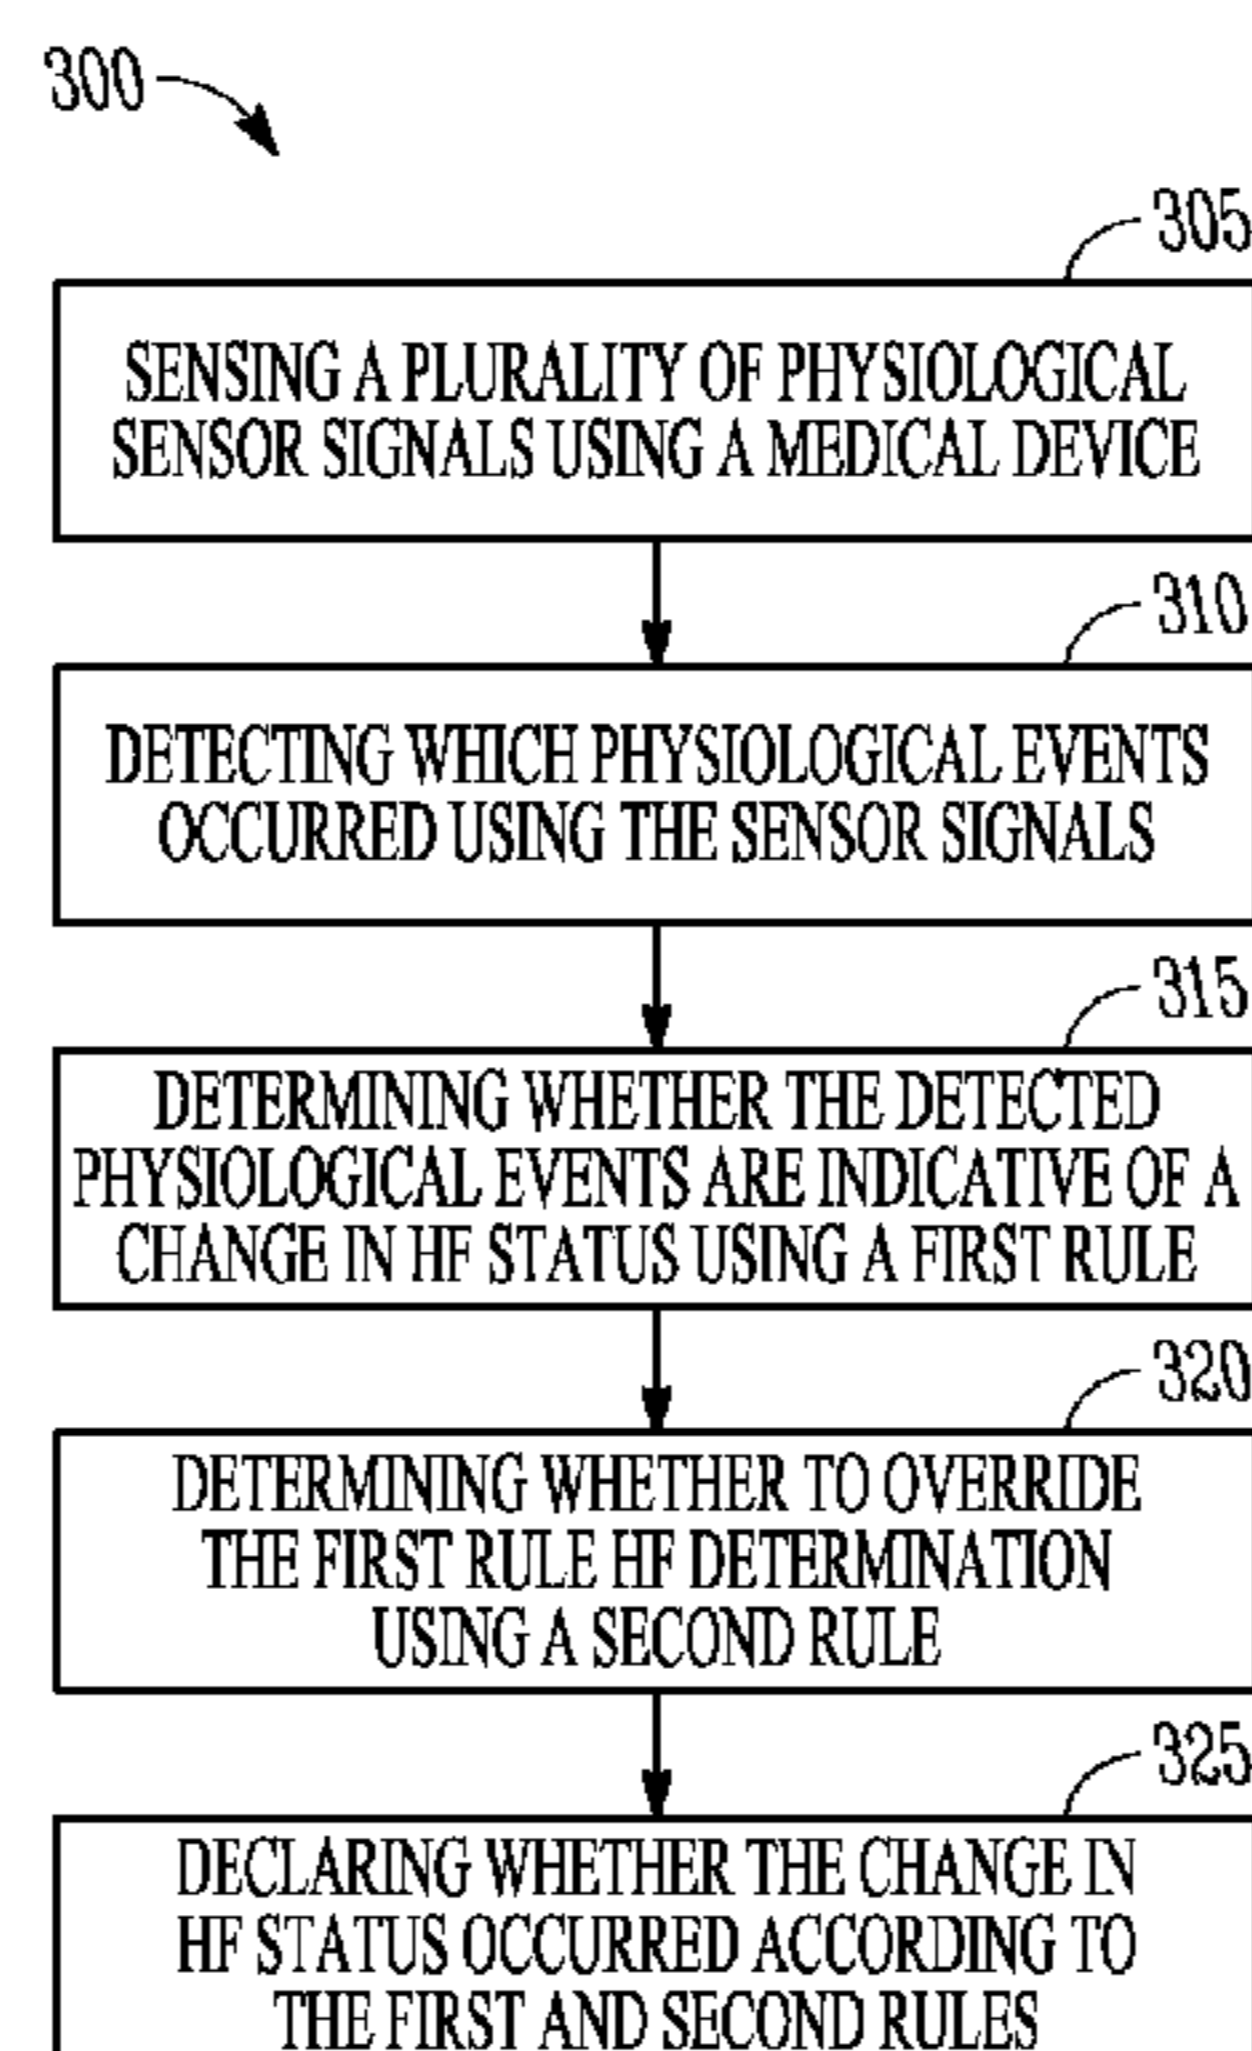 300
305
SENSING A PLURALITY OF PHYSIOLOGICAL
SENSOR SIGNALS USING A MEDICAL DEVICE
310
DETECTING WHICH PHYSIOLOGICAL EVENTS
OCCURRED USING THE SENSOR SIGNALS
315
DETERMINING WHETHER THE DETECTED
PHYSIOLOGICAL EVENTS ARE INDICATIVE OF A
CHANGE IN HF STATUS USING A FIRST RULE
320
DETERMINING WHETHER TO OVERRIDE
THE FIRST RULE HF DETERMINATION
USING A SECOND RULE
325
DECLARING WHETHER THE CHANGE IN
HF STATUS OCCURRED ACCORDING TO
THE FIRST AND SECOND RULES